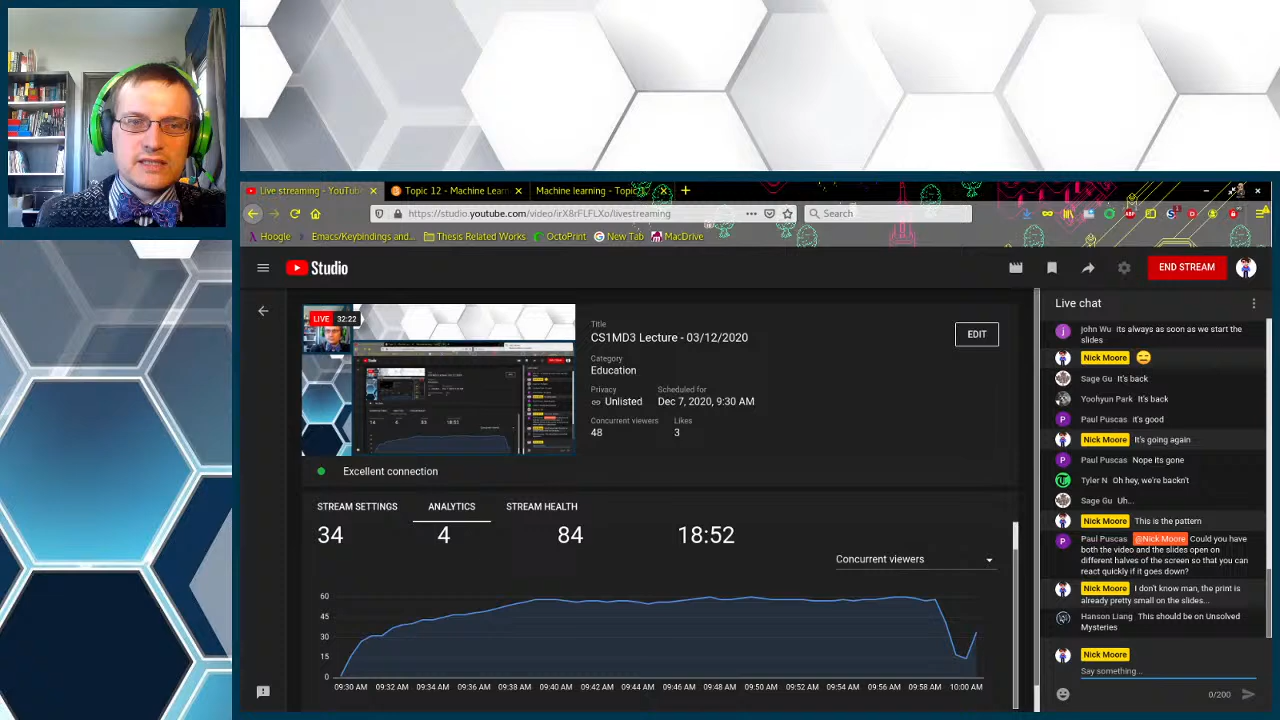 Live streaming - YouTub
Topic 12 - Machine Learn
Machine learning - Topic
https://studio.youtube.com/video/irX8rFLFLXo/livestreaming
Search
Hoogle
Emacs/Keybindings and...
Thesis Related Works
OctoPrint
New Tab
MacDrive
Studio
END STREAM
LIVE 32:22
Title
CS1MD3 Lecture - 03/12/2020
EDIT
Category
Education
Privacy
Unlisted
Scheduled for
Dec 7, 2020, 9:30 AM
Concurrent viewers
48
Likes
3
Excellent connection
STREAM SETTINGS
ANALYTICS
STREAM HEALTH
34
4
84
18:52
Concurrent viewers
60
45
30
15
0
09:30 AM 09:32 AM 09:34 AM 09:36 AM 09:38 AM 09:40 AM 09:42 AM 09:44 AM 09:46 AM 09:48 AM 09:50 AM 09:52 AM 09:54 AM 09:56 AM 09:58 AM 10:00 AM
Live chat
john Wu its always as soon as we start the
slides
Nick Moore
Sage Gu It's back
Yoohyun Park It's back
Paul Puscas it's good
Nick Moore It's going again
Paul Puscas Nope its gone
Tyler N Oh hey, we're backn't
Sage Gu Uh...
Nick Moore This is the pattern
Paul Puscas @Nick Moore Could you have
both the video and the slides open on
different halves of the screen so that you can
react quickly if it goes down?
Nick Moore I don't know man, the print is
already pretty small on the slides...
Hanson Liang This should be on Unsolved
Mysteries
Nick Moore
Say something...
0/200